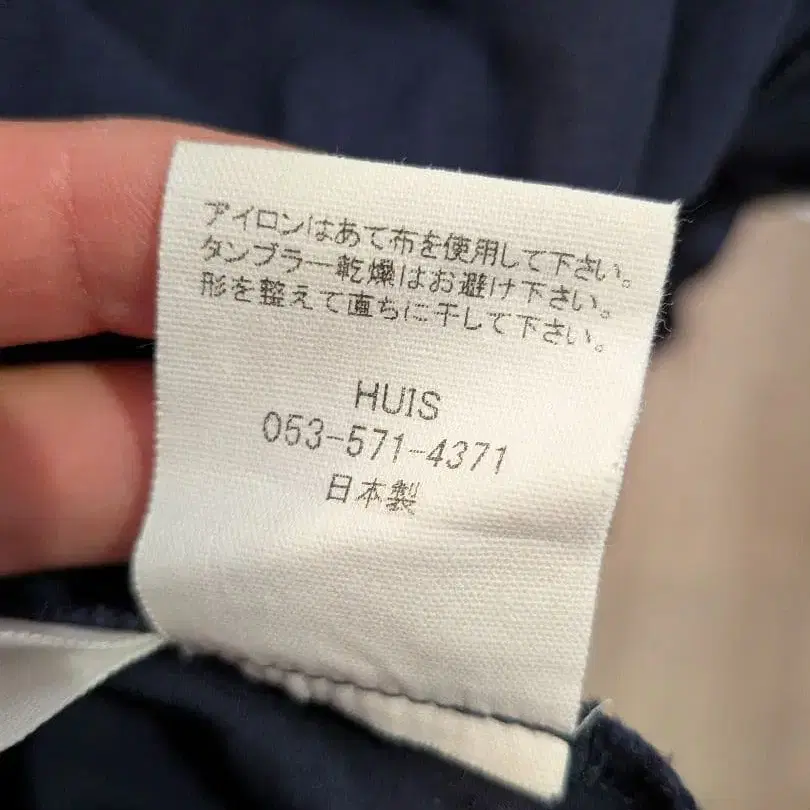 アイロンはあて布を使用して下さい。
タンブラー乾燥はお避け下さい。
形を整えて直ちに干して下さい。
HUIS
053-571-4371
日本製